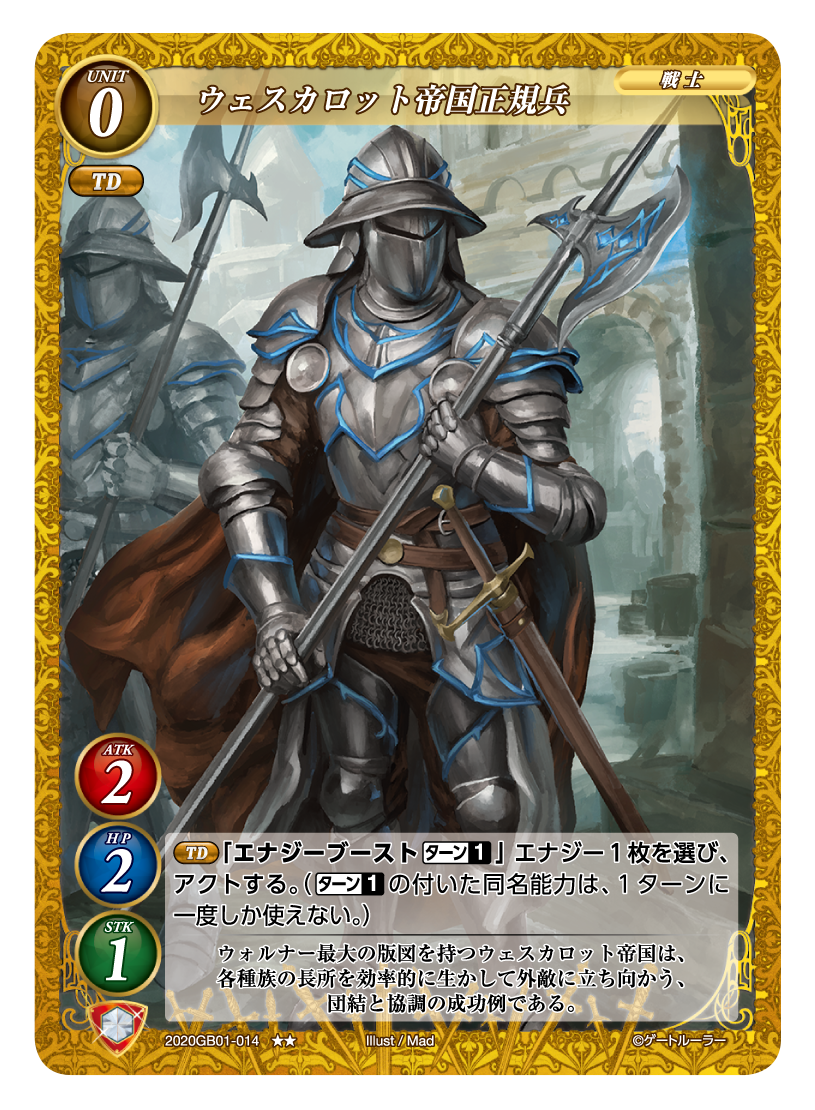 UNIT
0
ウェスカロット帝国正規兵
戦士
TD
ATK
2
HP
2
STK
1
TD「エナジーブースト ターン1」エナジー1枚を選び、
アクトする。（ターン1の付いた同名能力は、1ターンに
一度しか使えない。）
ウォルナー最大の版図を持つウェスカロット帝国は、
各種族の長所を効率的に生かして外敵に立ち向かう、
団結と協調の成功例である。
2020GB01-014 ★★ Illust / Mad ©ゲートルーラー